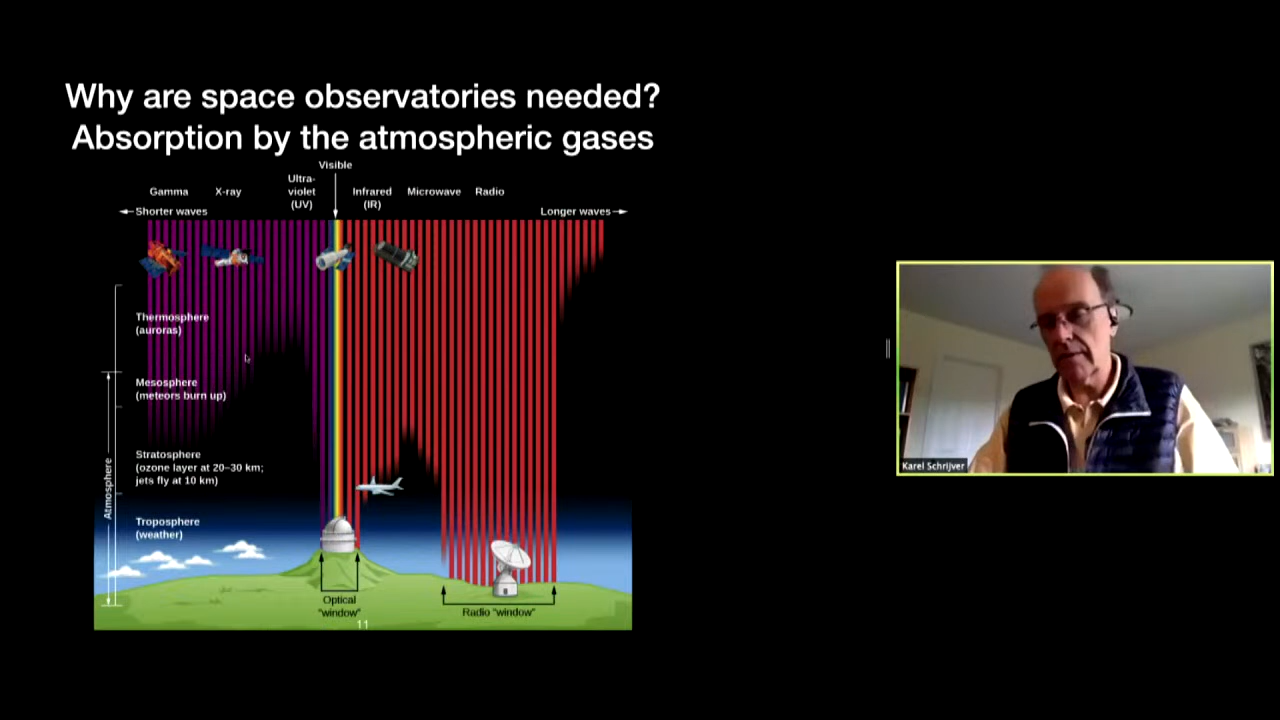 Why are space observatories needed?
Absorption by the atmospheric gases
Visible
Gamma
X-ray
Ultra-
violet
(UV)
Infrared
(IR)
Microwave
Radio
Shorter waves
Longer waves
Thermosphere
(auroras)
Mesosphere
(meteors burn up)
Stratosphere
(ozone layer at 20–30 km;
jets fly at 10 km)
Atmosphere
Troposphere
(weather)
Optical
"window"
Radio "window"
11
Karel Schrijver